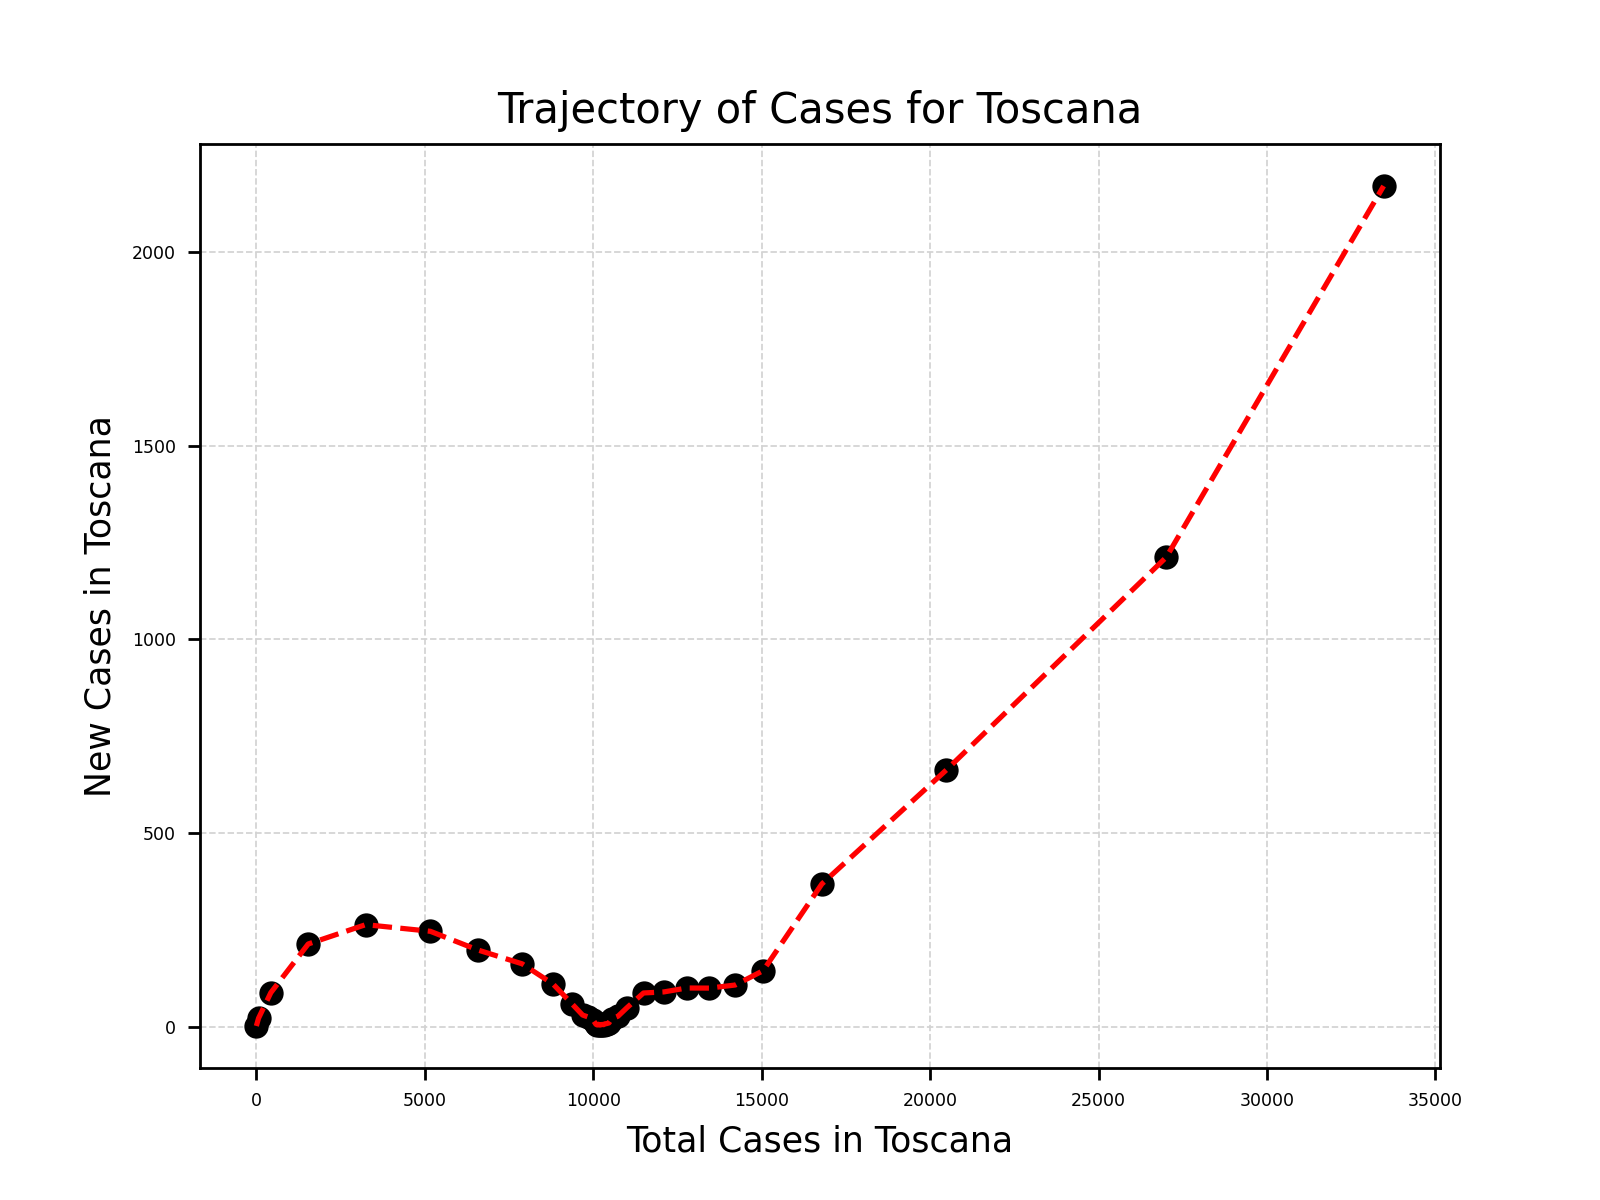 Trajectory of Cases for Toscana
New Cases in Toscana
2000
1500
1000
500
0
0 5000 10000 15000 20000 25000 30000 35000
Total Cases in Toscana